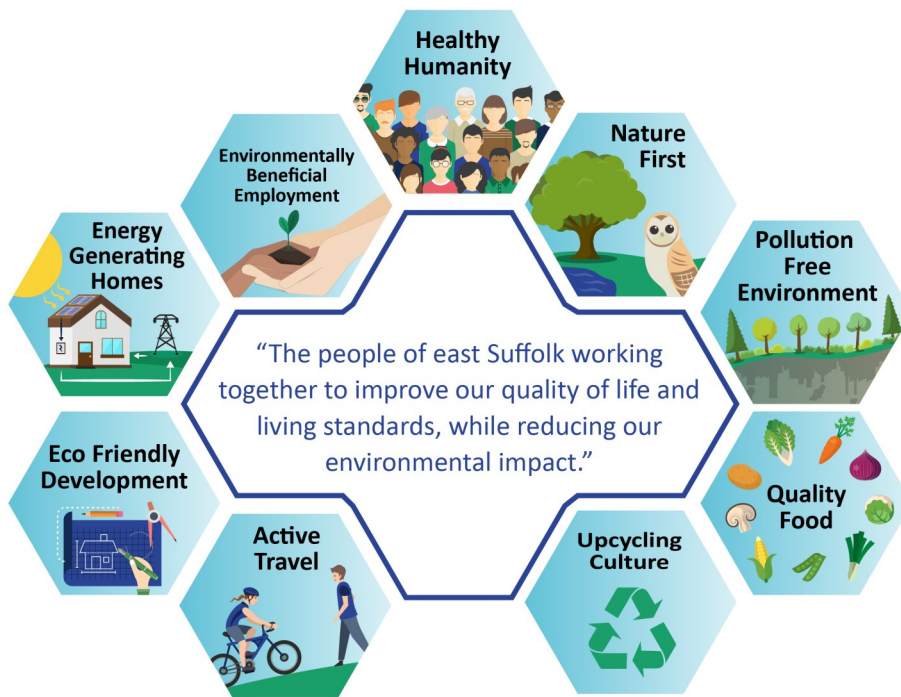 Healthy
Humanity
Environmentally
Beneficial
Employment
Nature
First
Energy
Generating
Homes
Pollution
Free
Environment
“The people of east Suffolk working
together to improve our quality of life and
living standards, while reducing our
environmental impact.”
Eco Friendly
Development
Quality
Food
Active
Travel
Upcycling
Culture